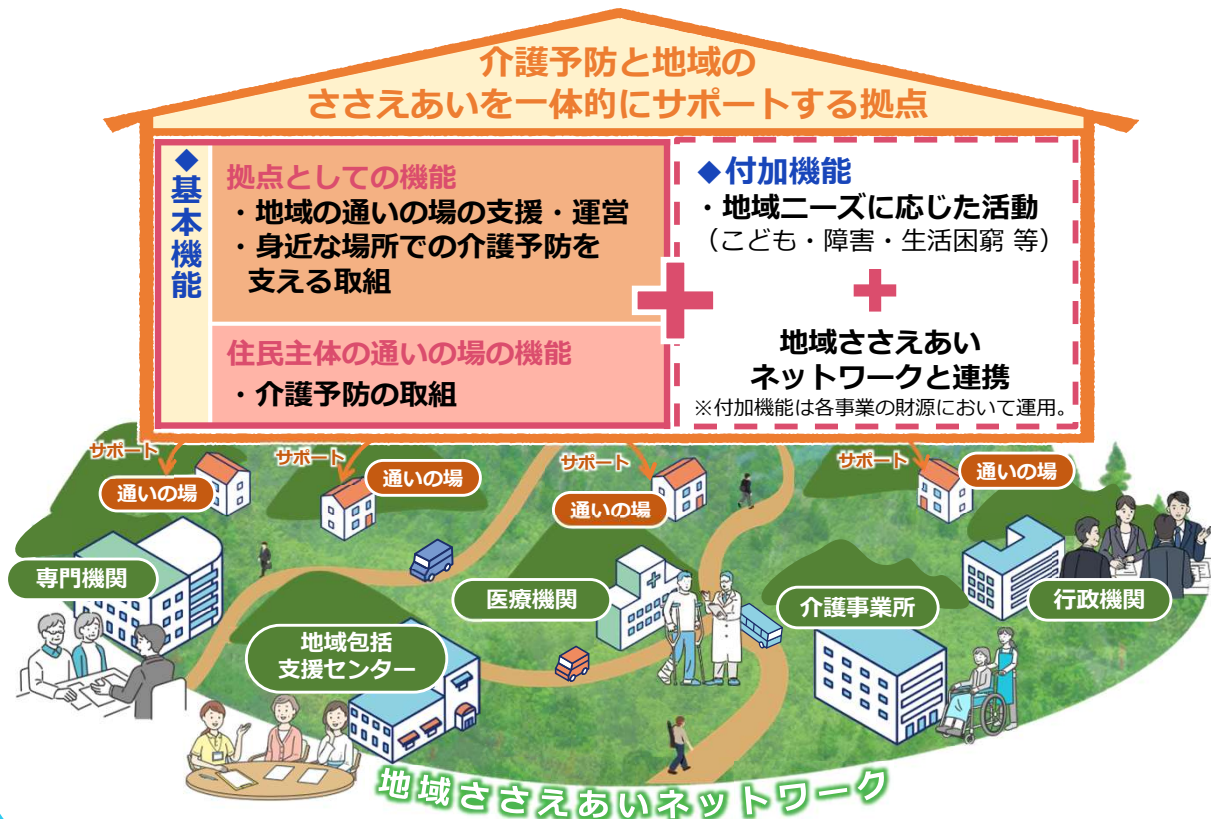 介護予防と地域の
ささえあいを一体的にサポートする拠点
◆基本機能
拠点としての機能
・地域の通いの場の支援・運営
・身近な場所での介護予防を
支える取組
住民主体の通いの場の機能
・介護予防の取組
◆付加機能
・地域ニーズに応じた活動
（こども・障害・生活困窮 等）
地域ささえあい
ネットワークと連携
※付加機能は各事業の財源において運用。
サポート
サポート
サポート
サポート
通いの場
通いの場
通いの場
通いの場
専門機関
医療機関
介護事業所
行政機関
地域包括
支援センター
地域ささえあいネットワーク